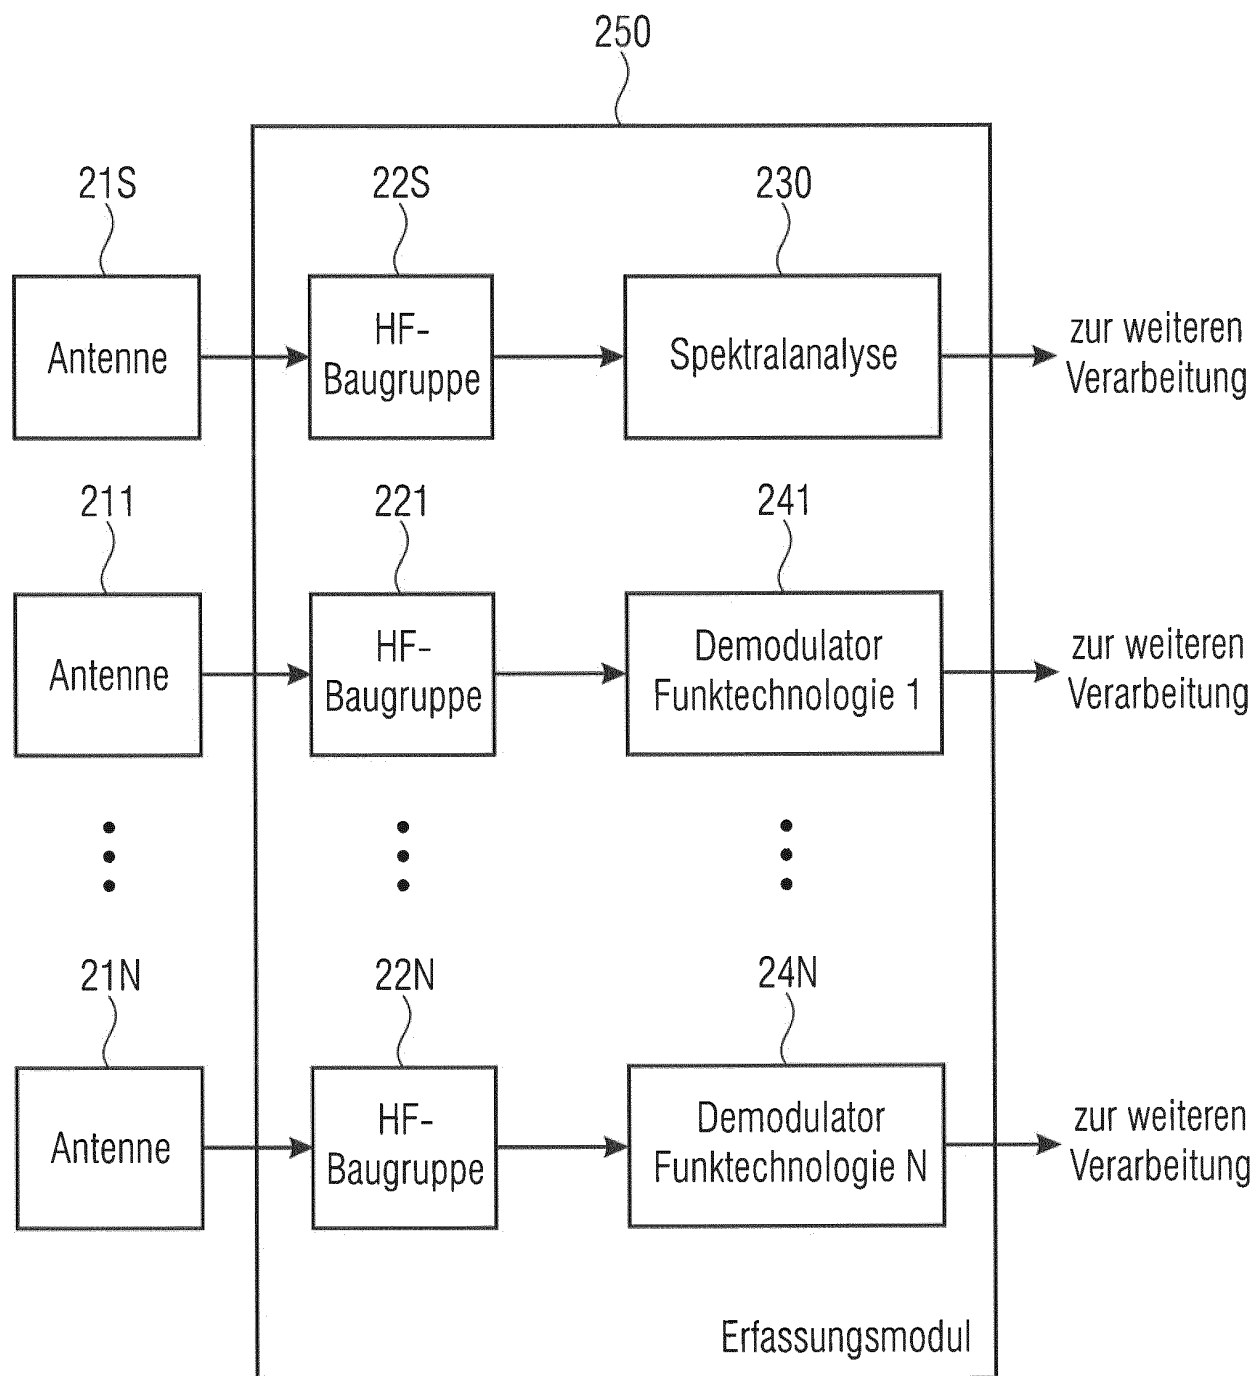 250
21S
22S
230
Antenne
HF-
Baugruppe
Spektralanalyse
zur weiteren
Verarbeitung
211
221
241
Antenne
HF-
Baugruppe
Demodulator
Funktechnologie 1
zur weiteren
Verarbeitung
21N
22N
24N
Antenne
HF-
Baugruppe
Demodulator
Funktechnologie N
zur weiteren
Verarbeitung
Erfassungsmodul